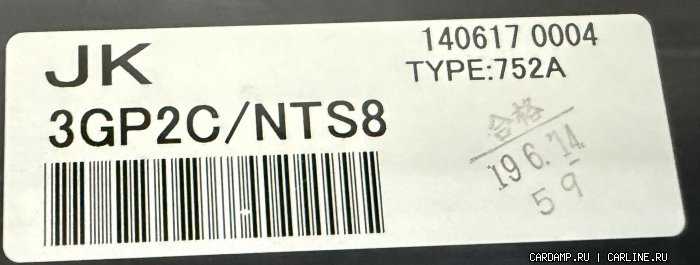 JK
140617 0004
TYPE:752A
3GP2C/NTS8
合格
19 6.14
59
CARDAMP.RU | CARLINE.RU